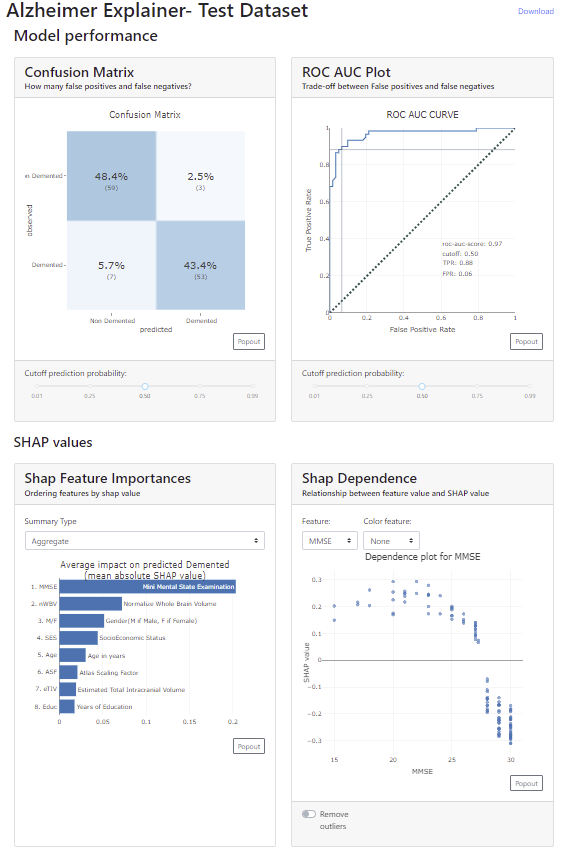 Alzheimer Explainer- Test Dataset
Download
Model performance
Confusion Matrix
How many false positives and false negatives?
Confusion Matrix
n Demented
48.4%
(59)
2.5%
(3)
observed
Demented
5.7%
(7)
43.4%
(53)
Non Demented
Demented
predicted
Popout
Cutoff prediction probability:
0.01
0.25
0.50
0.75
0.99
ROC AUC Plot
Trade-off between False positives and false negatives
ROC AUC CURVE
1
0.8
0.6
0.4
0.2
0
True Positive Rate
roc-auc-score: 0.97
cutoff: 0.50
TPR: 0.88
FPR: 0.06
0
0.2
0.4
0.6
0.8
1
False Positive Rate
Popout
Cutoff prediction probability:
0.01
0.25
0.50
0.75
0.99
SHAP values
Shap Feature Importances
Ordering features by shap value
Summary Type
Aggregate
Average impact on predicted Demented
(mean absolute SHAP value)
1. MMSE
Mini Mental State Examination
2. nWBV
Normalize Whole Brain Volume
3. M/F
Gender(M if Male, F if Female)
4. SES
SocioEconomic Status
5. Age
Age in years
6. ASF
Atlas Scaling Factor
7. eTIV
Estimated Total Intracranial Volume
8. Educ
Years of Education
0
0.05
0.1
0.15
0.2
Popout
Shap Dependence
Relationship between feature value and SHAP value
Feature:
Color feature:
MMSE
None
Dependence plot for MMSE
0.3
0.2
0.1
0
−0.1
−0.2
−0.3
SHAP value
15
20
25
30
MMSE
Popout
Remove
outliers